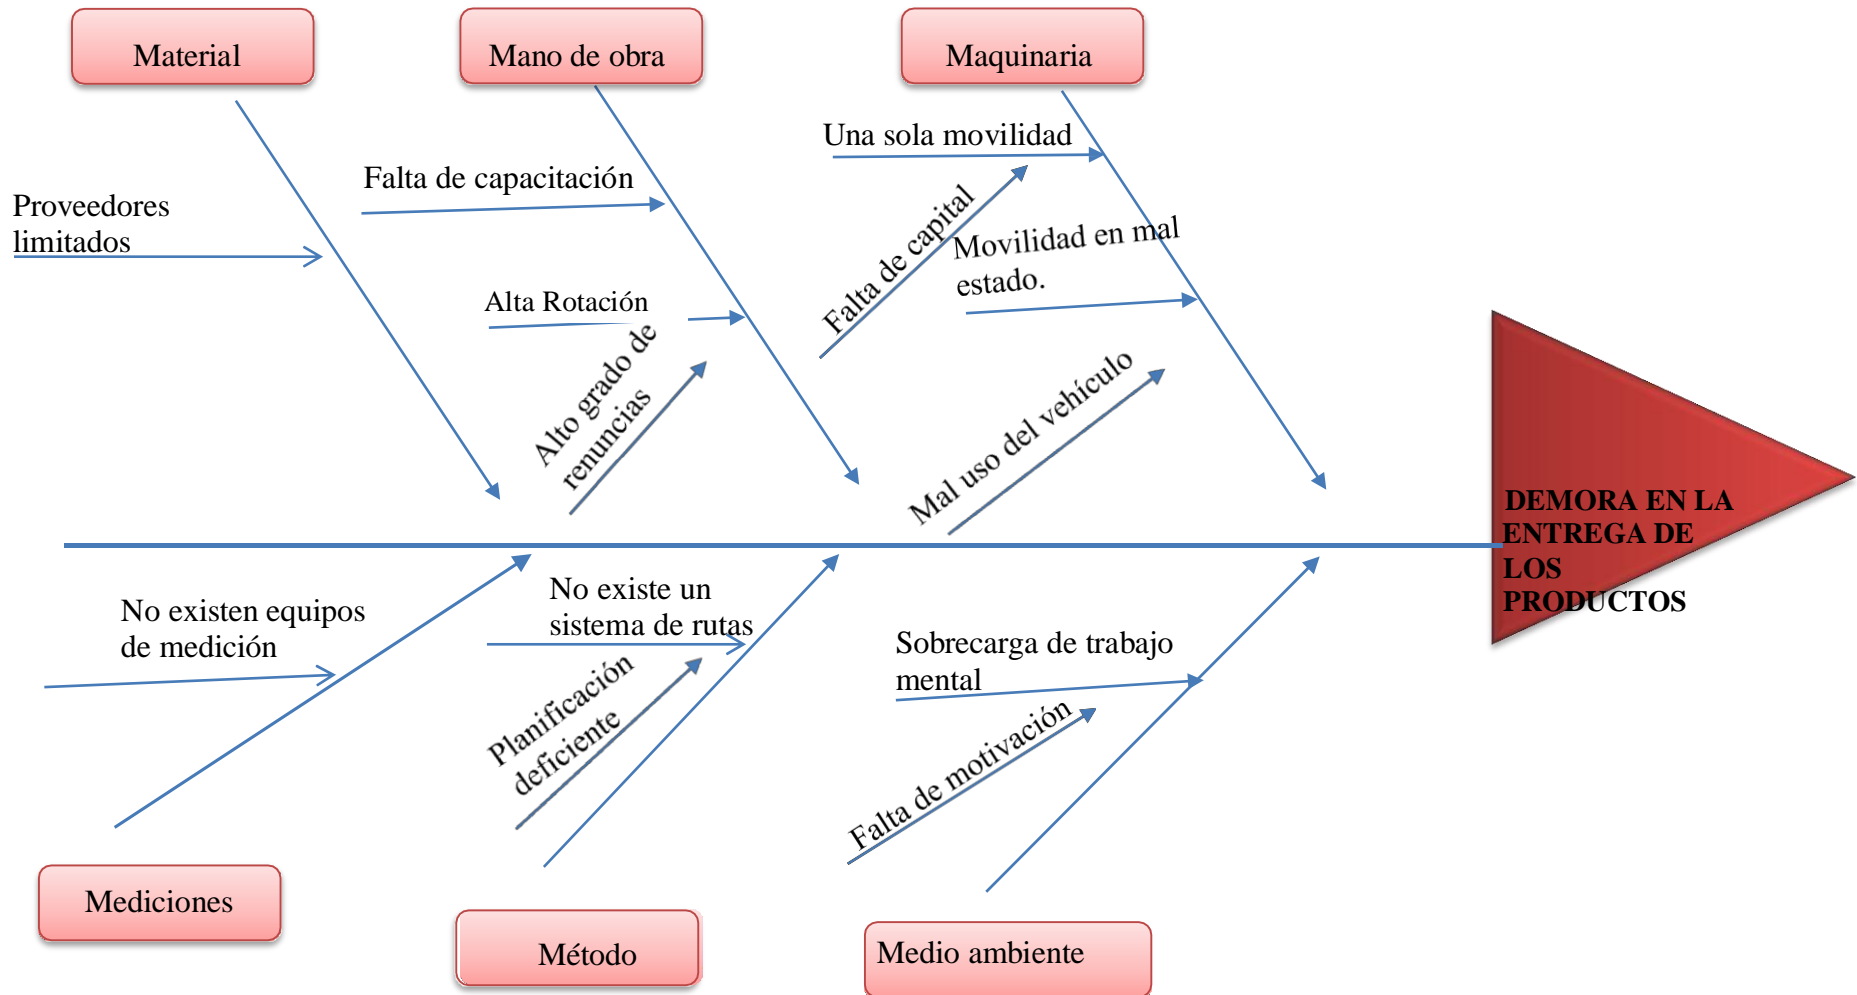 Material
Mano de obra
Maquinaria
Una sola movilidad
Falta de capacitación
Proveedores
limitados
Falta de capital
Movilidad en mal
estado.
Alta Rotación
Alto grado de
renuncias
Mal uso del vehículo
DEMORA EN LA
ENTREGA DE
LOS
PRODUCTOS
No existen equipos
de medición
No existe un
sistema de rutas
Planificación
deficiente
Sobrecarga de trabajo
mental
Falta de motivación
Mediciones
Método
Medio ambiente